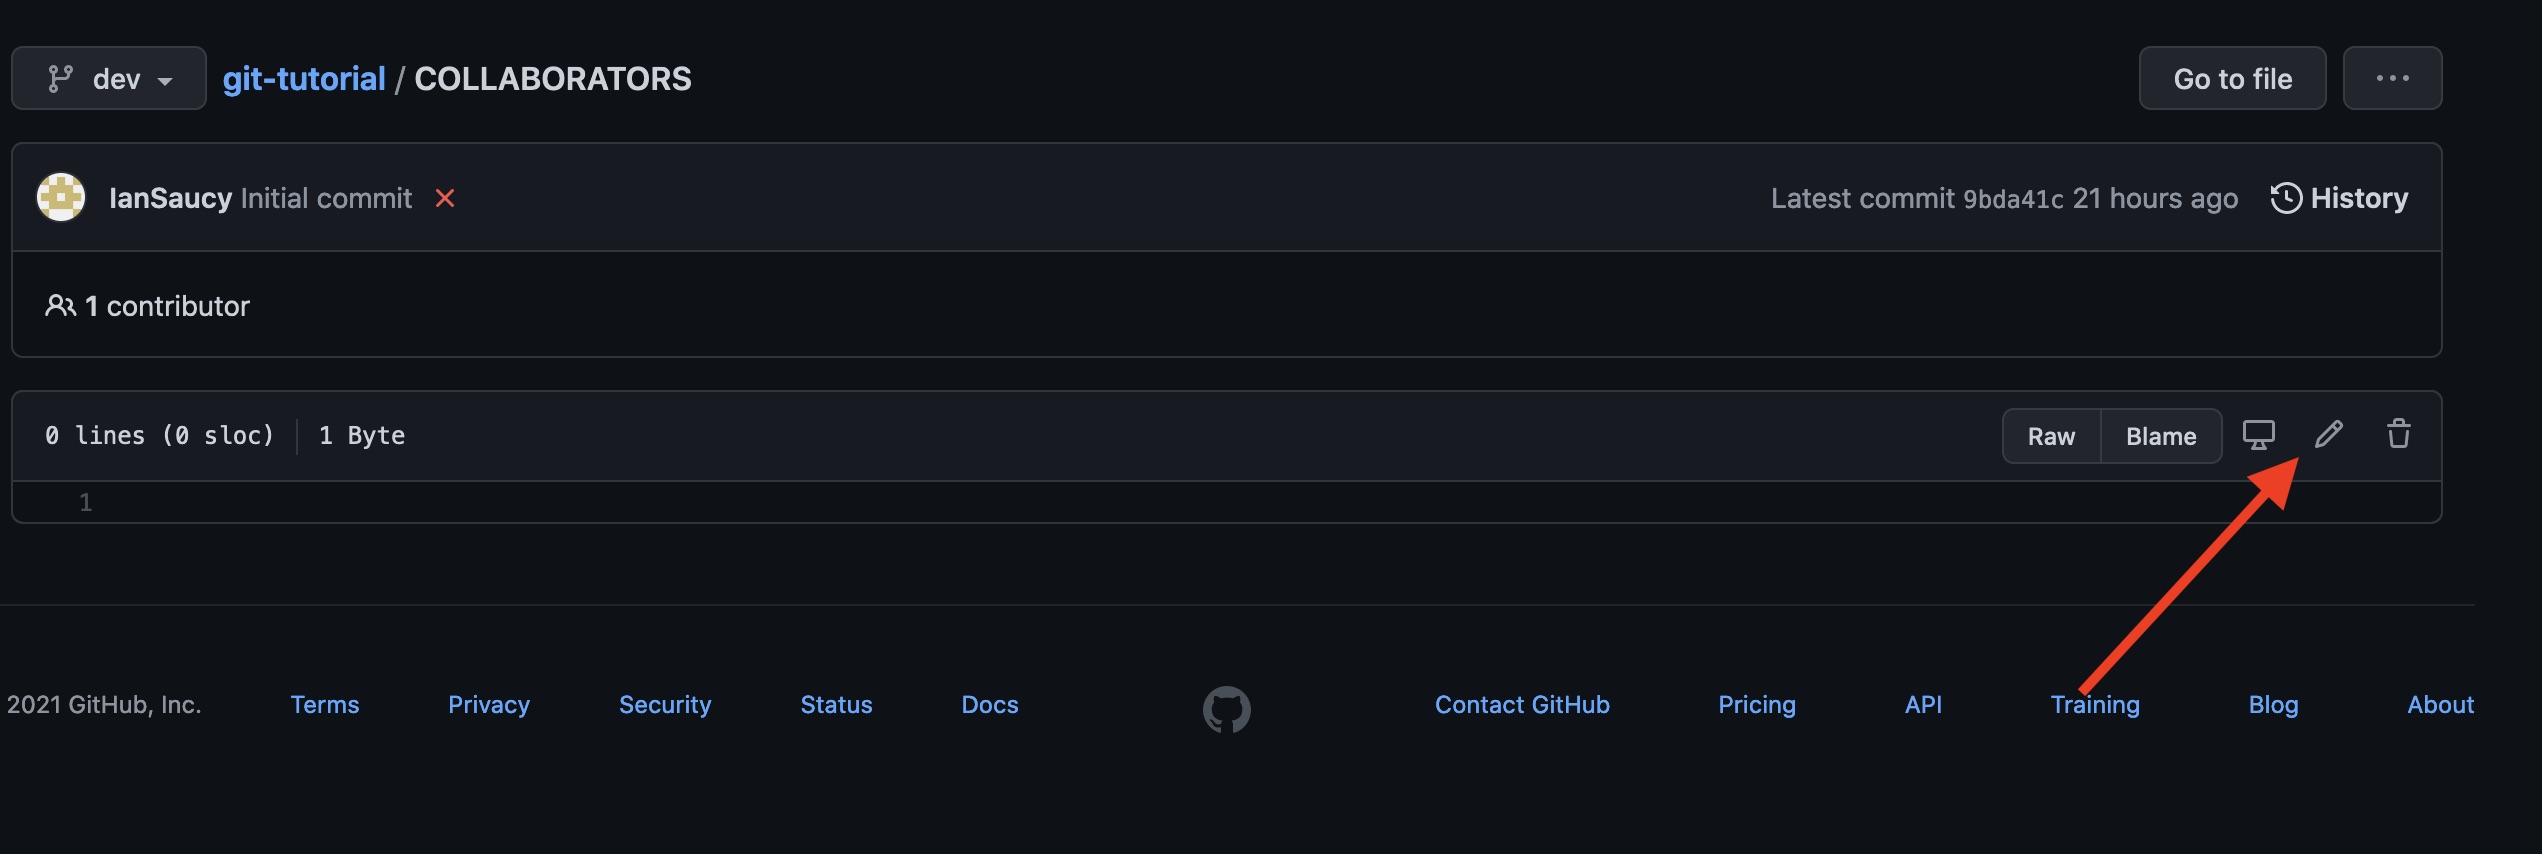 dev git-tutorial / COLLABORATORS Go to file ...
IanSaucy Initial commit Latest commit 9bda41c 21 hours ago History
1 contributor
0 lines (0 sloc) 1 Byte Raw Blame
1
2021 GitHub, Inc. Terms Privacy Security Status Docs Contact GitHub Pricing API Training Blog About